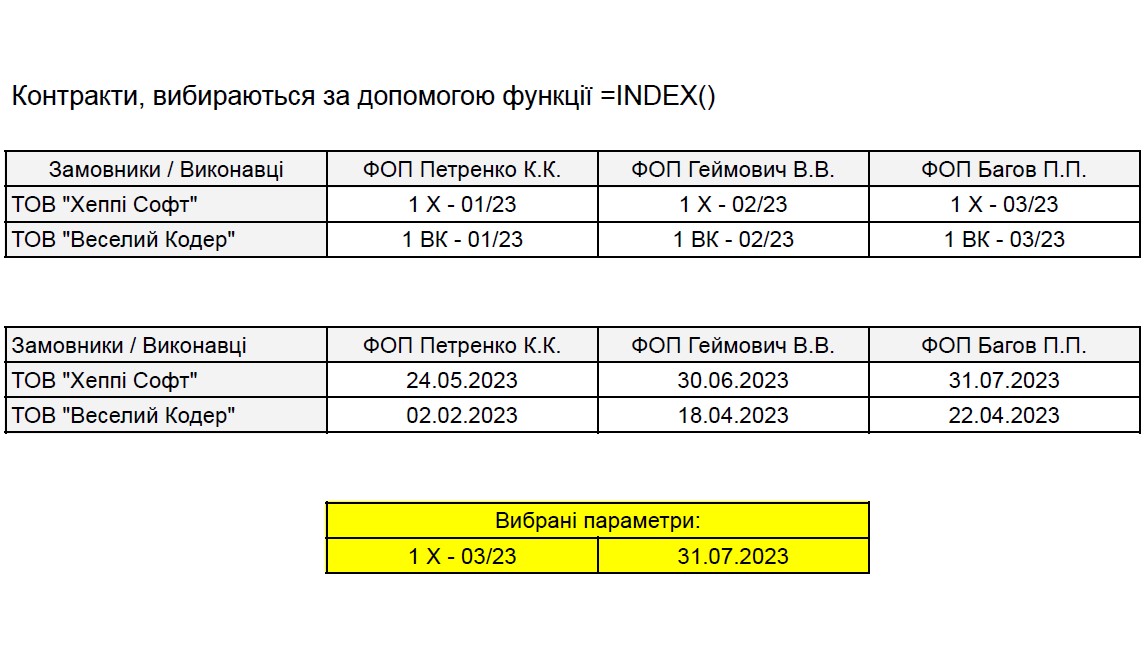 Контракти, вибираються за допомогою функції =INDEX()
Замовники / Виконавці ФОП Петренко К.К. ФОП Геймович В.В. ФОП Багов П.П.
ТОВ "Хеппі Софт" 1 Х - 01/23 1 Х - 02/23 1 Х - 03/23
ТОВ "Веселий Кодер" 1 ВК - 01/23 1 ВК - 02/23 1 ВК - 03/23
Замовники / Виконавці ФОП Петренко К.К. ФОП Геймович В.В. ФОП Багов П.П.
ТОВ "Хеппі Софт" 24.05.2023 30.06.2023 31.07.2023
ТОВ "Веселий Кодер" 02.02.2023 18.04.2023 22.04.2023
Вибрані параметри:
1 Х - 03/23 31.07.2023